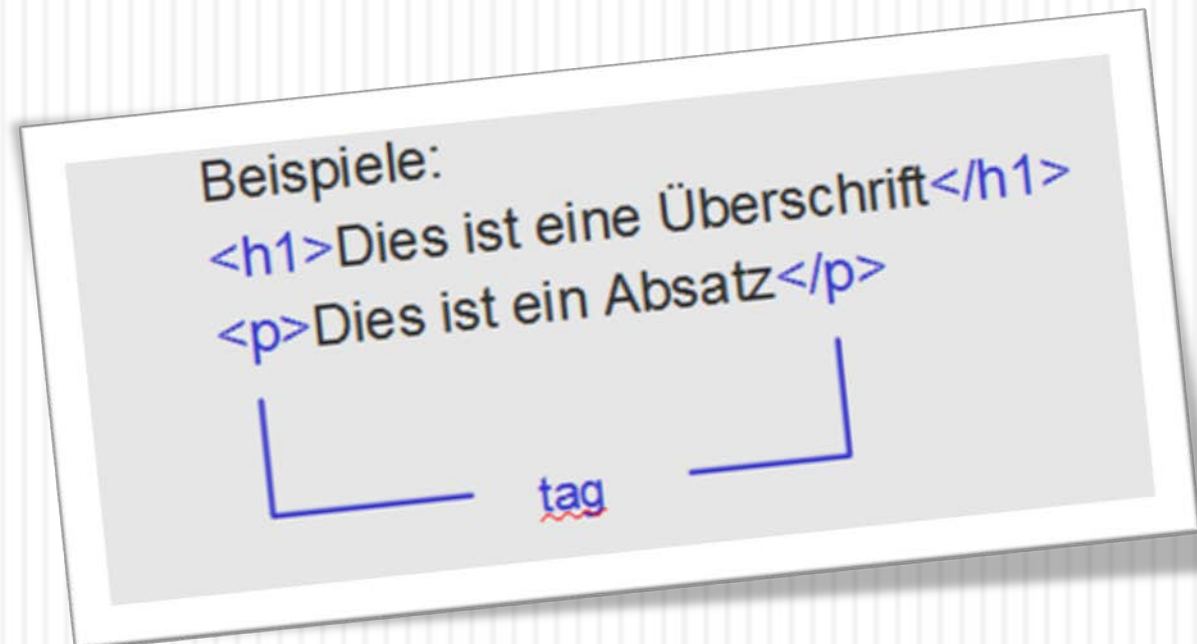 Beispiele:
<h1>Dies ist eine Überschrift</h1>
<p>Dies ist ein Absatz</p>
tag